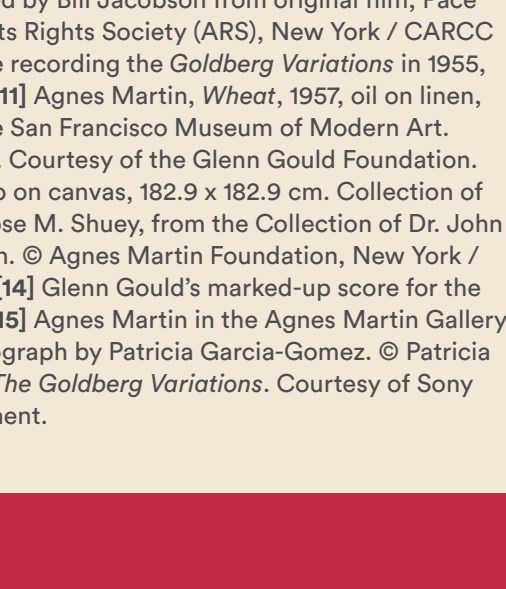 ed by Bill Jacobson from original film, Pace
ts Rights Society (ARS), New York / CARCC
e recording the Goldberg Variations in 1955,
11] Agnes Martin, Wheat, 1957, oil on linen,
e San Francisco Museum of Modern Art.
. Courtesy of the Glenn Gould Foundation.
o on canvas, 182.9 x 182.9 cm. Collection of
ose M. Shuey, from the Collection of Dr. John
n. © Agnes Martin Foundation, New York /
[14] Glenn Gould’s marked-up score for the
15] Agnes Martin in the Agnes Martin Gallery
ograph by Patricia Garcia-Gomez. © Patricia
The Goldberg Variations. Courtesy of Sony
ment.